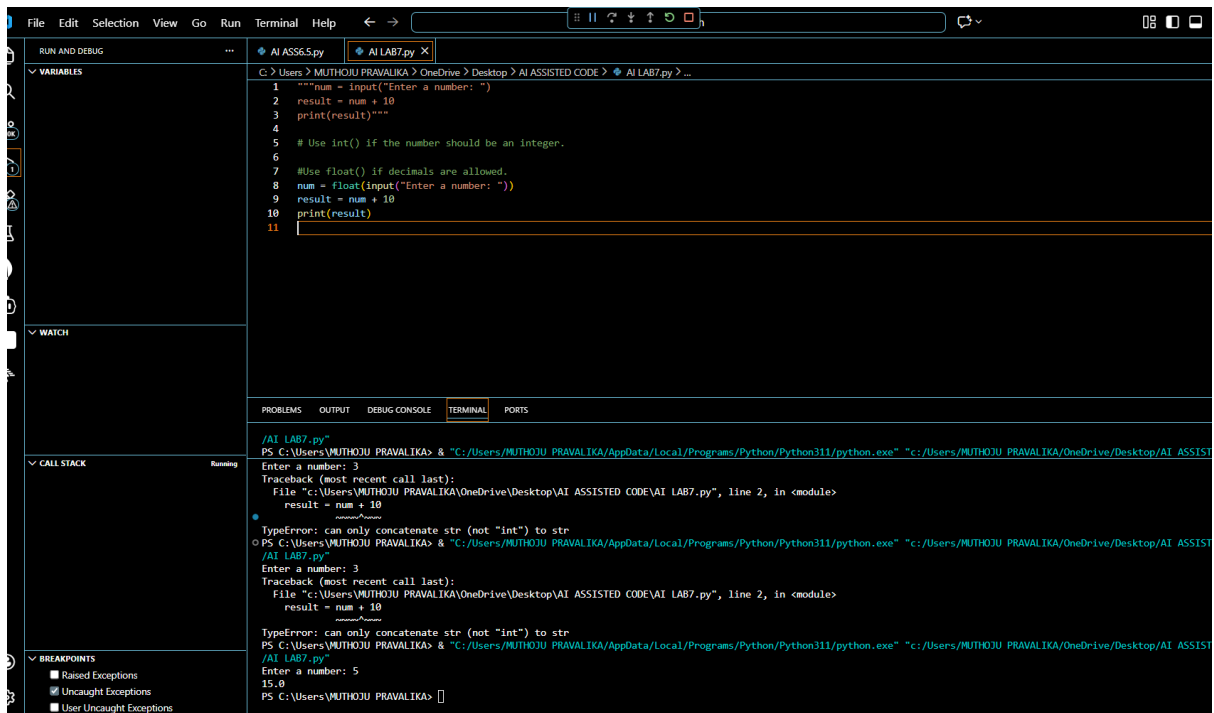 File Edit Selection View Go Run Terminal Help
RUN AND DEBUG
AI ASS6.5.py AI LAB7.py
VARIABLES
C: > Users > MUTHOJU PRAVALIKA > OneDrive > Desktop > AI ASSISTED CODE > AI LAB7.py > ...
1 """num = input("Enter a number: ")
2 result = num + 10
3 print(result)"""
4
5 # Use int() if the number should be an integer.
6
7 #Use float() if decimals are allowed.
8 num = float(input("Enter a number: "))
9 result = num + 10
10 print(result)
11
WATCH
CALL STACK Running
BREAKPOINTS
Raised Exceptions
Uncaught Exceptions
User Uncaught Exceptions
PROBLEMS OUTPUT DEBUG CONSOLE TERMINAL PORTS
/AI LAB7.py"
PS C:\Users\MUTHOJU PRAVALIKA> & "C:/Users/MUTHOJU PRAVALIKA/AppData/Local/Programs/Python/Python311/python.exe" "c:/Users/MUTHOJU PRAVALIKA/OneDrive/Desktop/AI ASSIST
Enter a number: 3
Traceback (most recent call last):
File "c:\Users\MUTHOJU PRAVALIKA\OneDrive\Desktop\AI ASSISTED CODE\AI LAB7.py", line 2, in <module>
result = num + 10
~~~~^~~~
TypeError: can only concatenate str (not "int") to str
PS C:\Users\MUTHOJU PRAVALIKA> & "C:/Users/MUTHOJU PRAVALIKA/AppData/Local/Programs/Python/Python311/python.exe" "c:/Users/MUTHOJU PRAVALIKA/OneDrive/Desktop/AI ASSIST
/AI LAB7.py"
Enter a number: 3
Traceback (most recent call last):
File "c:\Users\MUTHOJU PRAVALIKA\OneDrive\Desktop\AI ASSISTED CODE\AI LAB7.py", line 2, in <module>
result = num + 10
~~~~^~~~
TypeError: can only concatenate str (not "int") to str
PS C:\Users\MUTHOJU PRAVALIKA> & "C:/Users/MUTHOJU PRAVALIKA/AppData/Local/Programs/Python/Python311/python.exe" "c:/Users/MUTHOJU PRAVALIKA/OneDrive/Desktop/AI ASSIST
/AI LAB7.py"
Enter a number: 5
15.0
PS C:\Users\MUTHOJU PRAVALIKA>